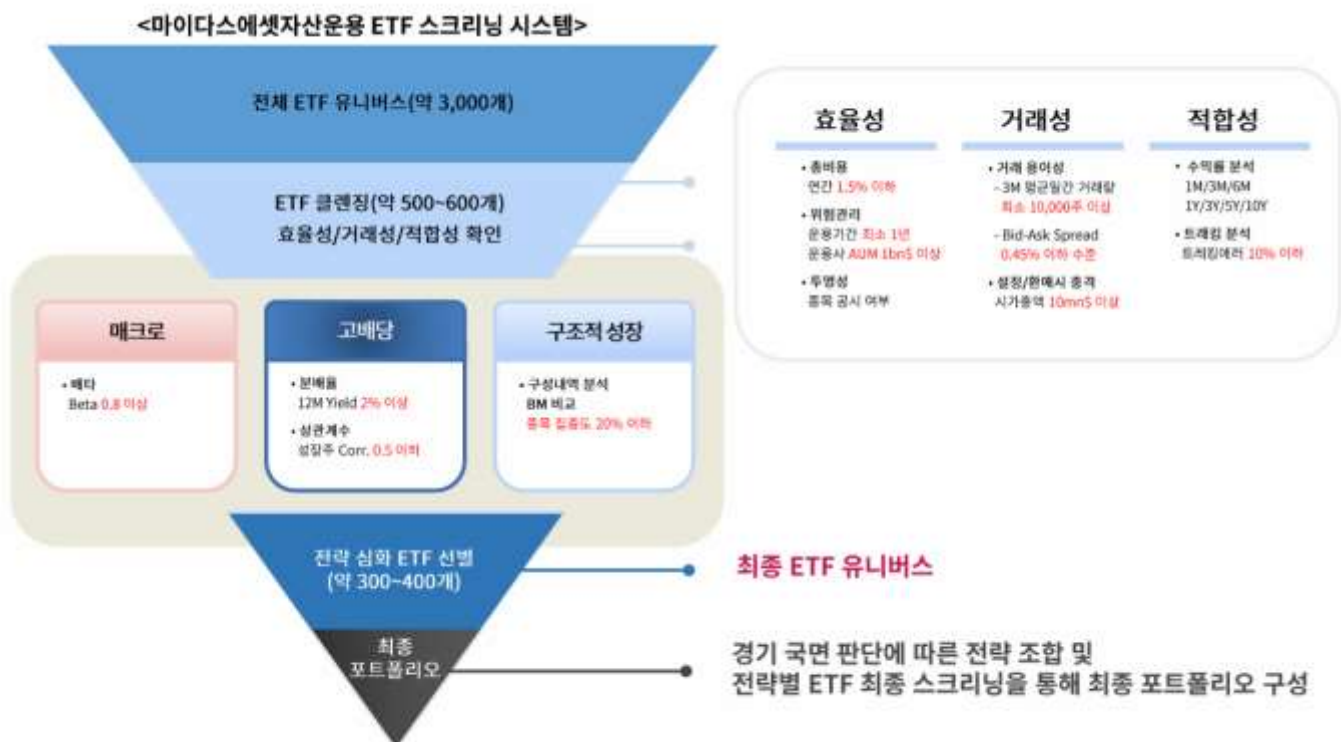 <마이다스에셋자산운용 ETF 스크리닝 시스템>
전체 ETF 유니버스(약 3,000개)
ETF 클렌징(약 500~600개)
효율성/거래성/적합성 확인
효율성
• 총비용
연간 1.5% 이하
• 위험관리
운용기간 최소 1년
운용사 AUM 1bn$ 이상
• 투명성
종목 공시 여부
거래성
• 거래 용이성
- 3M 평균일간 거래량
최소 10,000주 이상
- Bid-Ask Spread
0.45% 이하 수준
• 설정/환매시 충격
시가총액 10mn$ 이상
적합성
• 수익률 분석
1M/3M/6M
1Y/3Y/5Y/10Y
• 트래킹 분석
트래킹에러 10% 이하
매크로
• 베타
Beta 0.8 이상
고배당
• 분배율
12M Yield 2% 이상
• 상관계수
성장주 Corr. 0.5 이하
구조적 성장
• 구성내역 분석
BM 비교
종목 집중도 20% 이하
전략 심화 ETF 선별
(약 300~400개)
최종 ETF 유니버스
최종
포트폴리오
경기 국면 판단에 따른 전략 조합 및
전략별 ETF 최종 스크리닝을 통해 최종 포트폴리오 구성